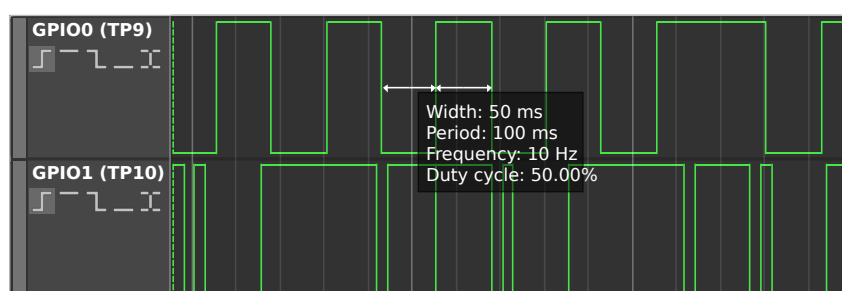 GPIO0 (TP9)
Width: 50 ms
Period: 100 ms
Frequency: 10 Hz
Duty cycle: 50.00%
GPIO1 (TP10)